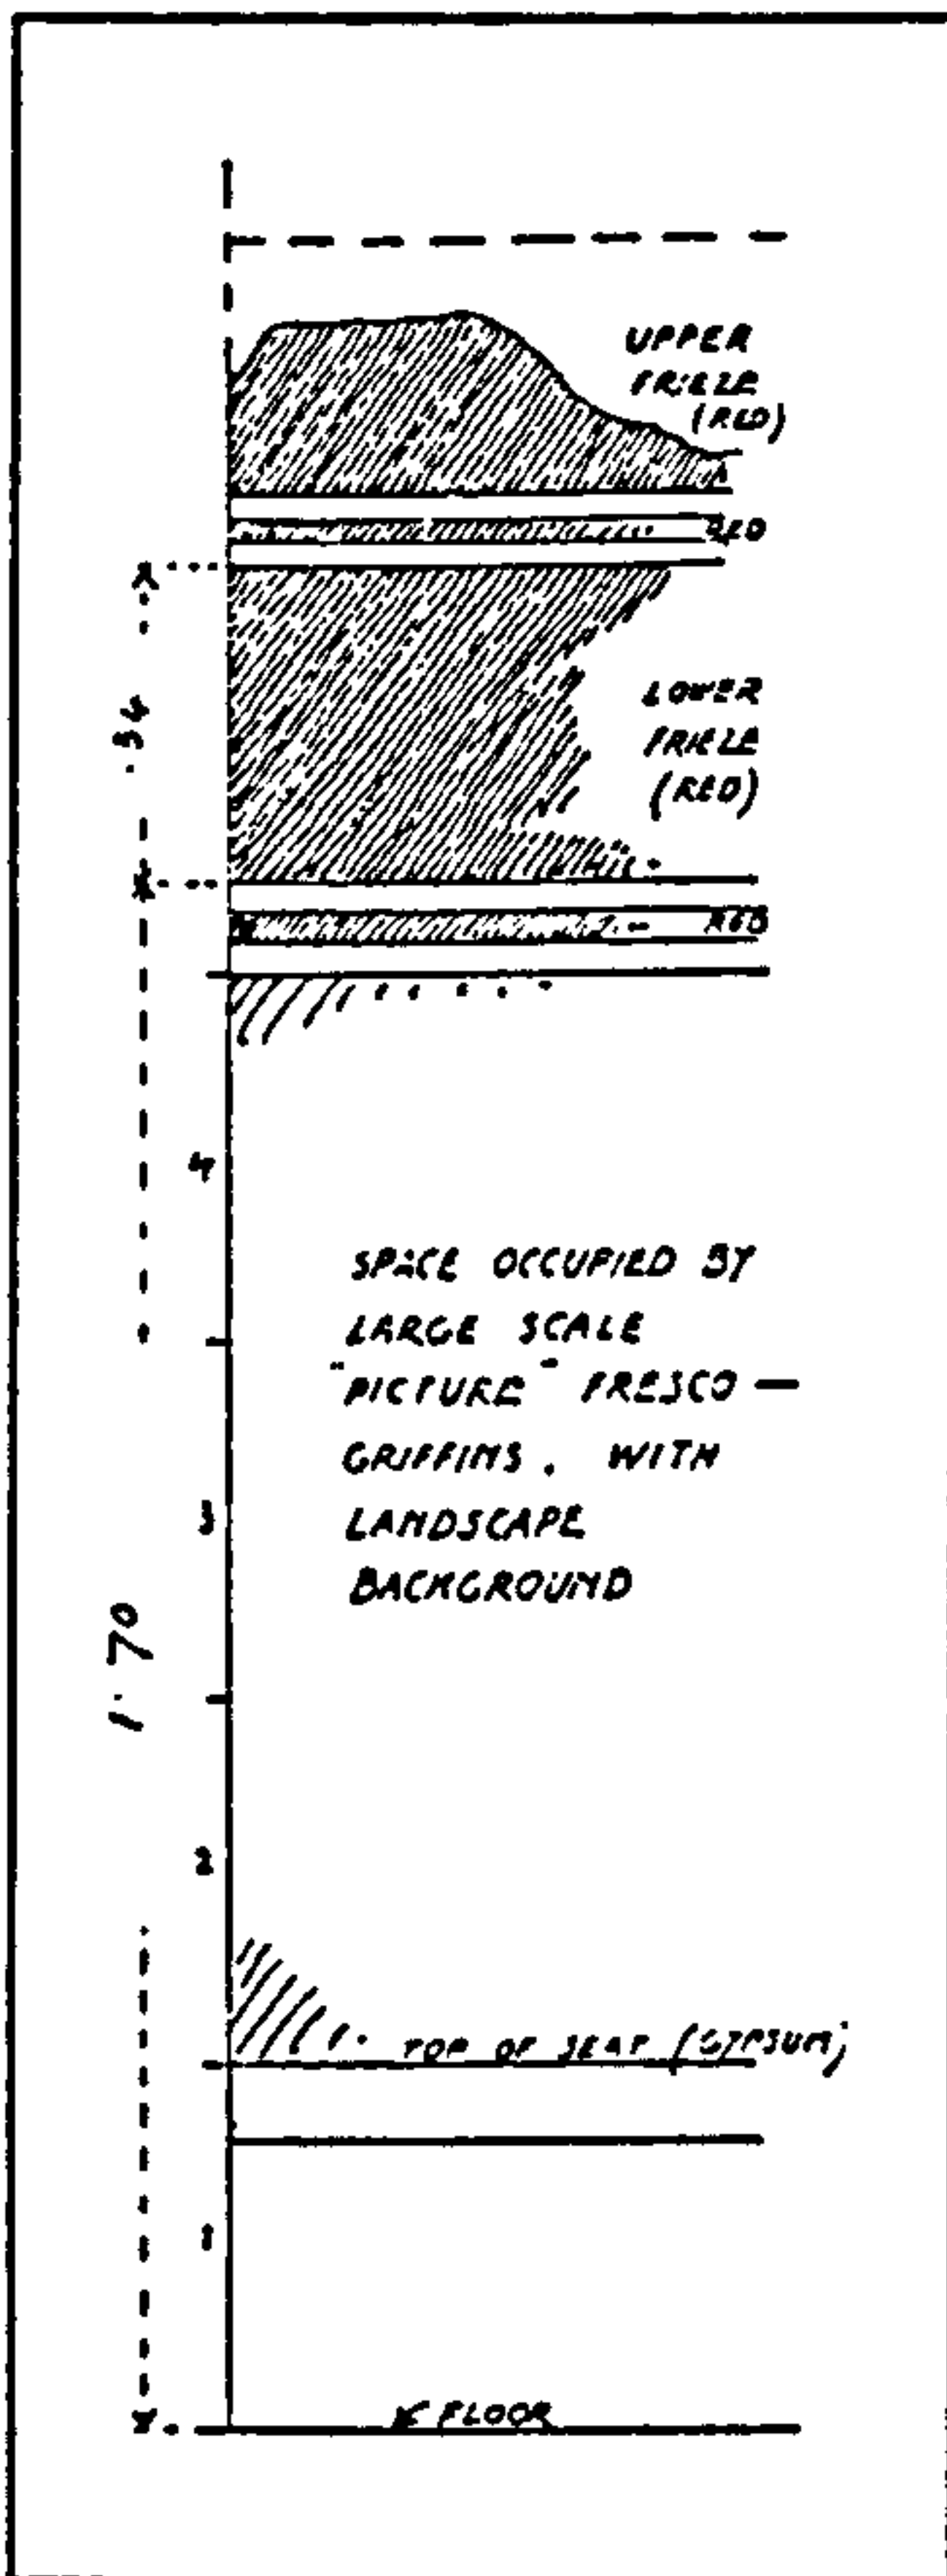 UPPER
FRIEZE
(RED)
RED
LOWER
FRIEZE
(RED)
RED
.34
4
SPACE OCCUPIED BY
LARGE SCALE
"PICTURE" FRESCO —
GRIFFINS, WITH
LANDSCAPE
BACKGROUND
3
1.70
2
TOP OF SEAT (GYPSUM)
1
FLOOR